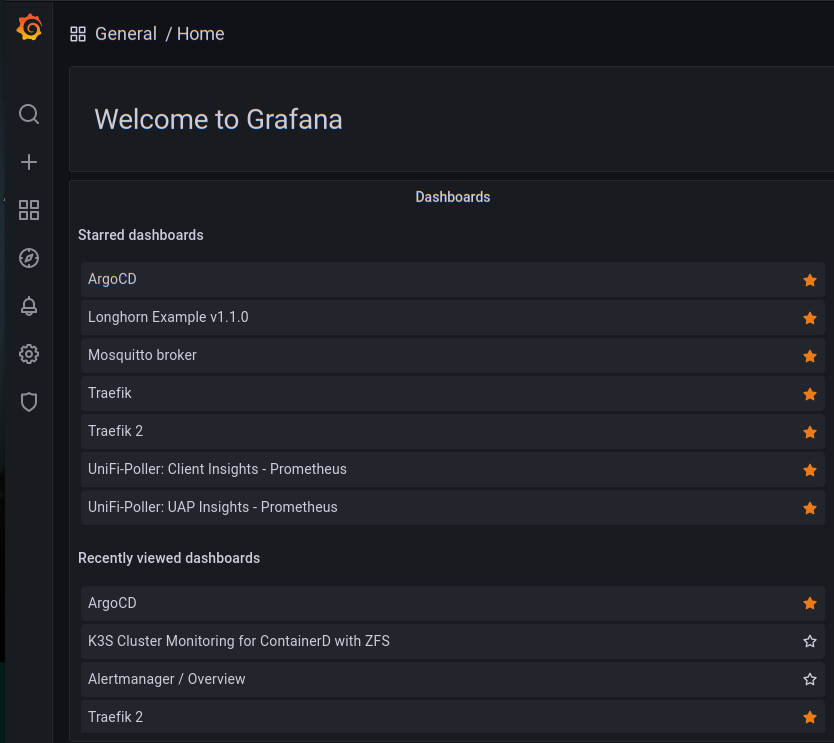 General / Home
Welcome to Grafana
Dashboards
Starred dashboards
ArgoCD
Longhorn Example v1.1.0
Mosquitto broker
Traefik
Traefik 2
UniFi-Poller: Client Insights - Prometheus
UniFi-Poller: UAP Insights - Prometheus
Recently viewed dashboards
ArgoCD
K3S Cluster Monitoring for ContainerD with ZFS
Alertmanager / Overview
Traefik 2